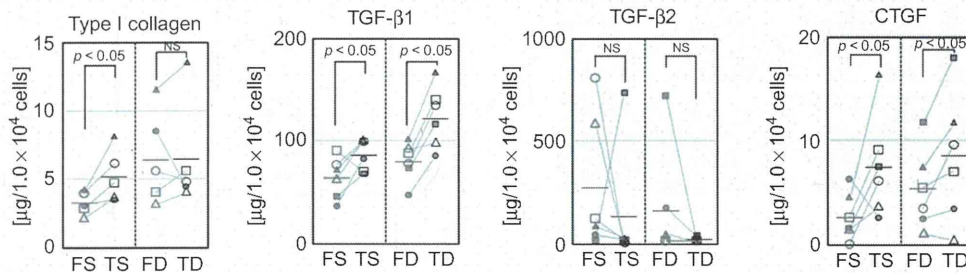 Type I collagen
[µg/1.0 × 10⁴ cells]
15
10
5
0
p < 0.05
NS
FS TS FD TD
TGF-β1
[µg/1.0 × 10⁴ cells]
200
100
0
p < 0.05
p < 0.05
FS TS FD TD
TGF-β2
[µg/1.0 × 10⁴ cells]
1000
500
0
NS
NS
FS TS FD TD
CTGF
[µg/1.0 × 10⁴ cells]
20
10
0
p < 0.05
p < 0.05
FS TS FD TD